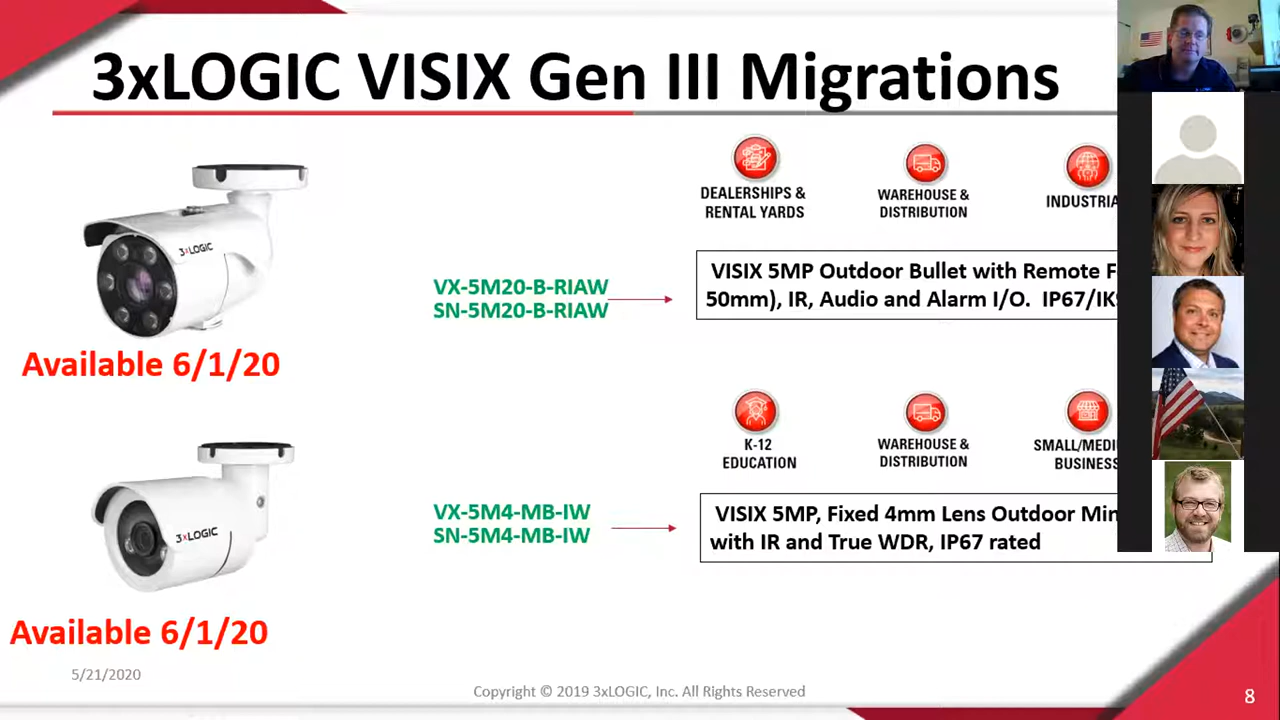 3xLOGIC VISIX Gen III Migrations
3xLOGIC
Available 6/1/20
DEALERSHIPS &
RENTAL YARDS
WAREHOUSE &
DISTRIBUTION
INDUSTRIA
VX-5M20-B-RIAW
SN-5M20-B-RIAW
VISIX 5MP Outdoor Bullet with Remote F
50mm), IR, Audio and Alarm I/O. IP67/IK
K-12
EDUCATION
WAREHOUSE &
DISTRIBUTION
SMALL/MEDI
BUSINESS
3xLOGIC
VX-5M4-MB-IW
SN-5M4-MB-IW
VISIX 5MP, Fixed 4mm Lens Outdoor Min
with IR and True WDR, IP67 rated
Available 6/1/20
5/21/2020
Copyright © 2019 3xLOGIC, Inc. All Rights Reserved
8